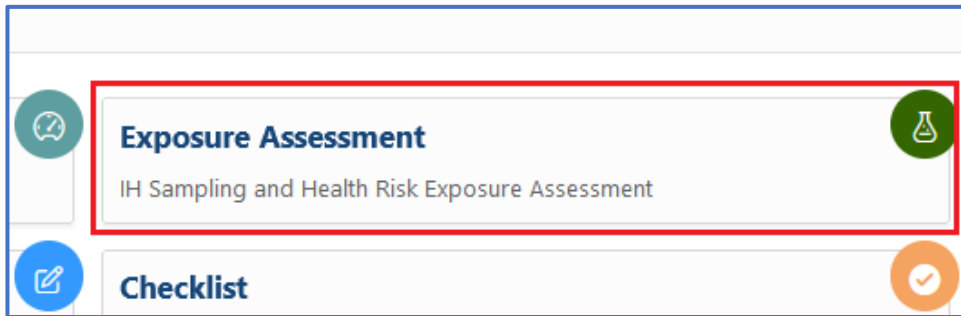 Exposure Assessment
IH Sampling and Health Risk Exposure Assessment
Checklist